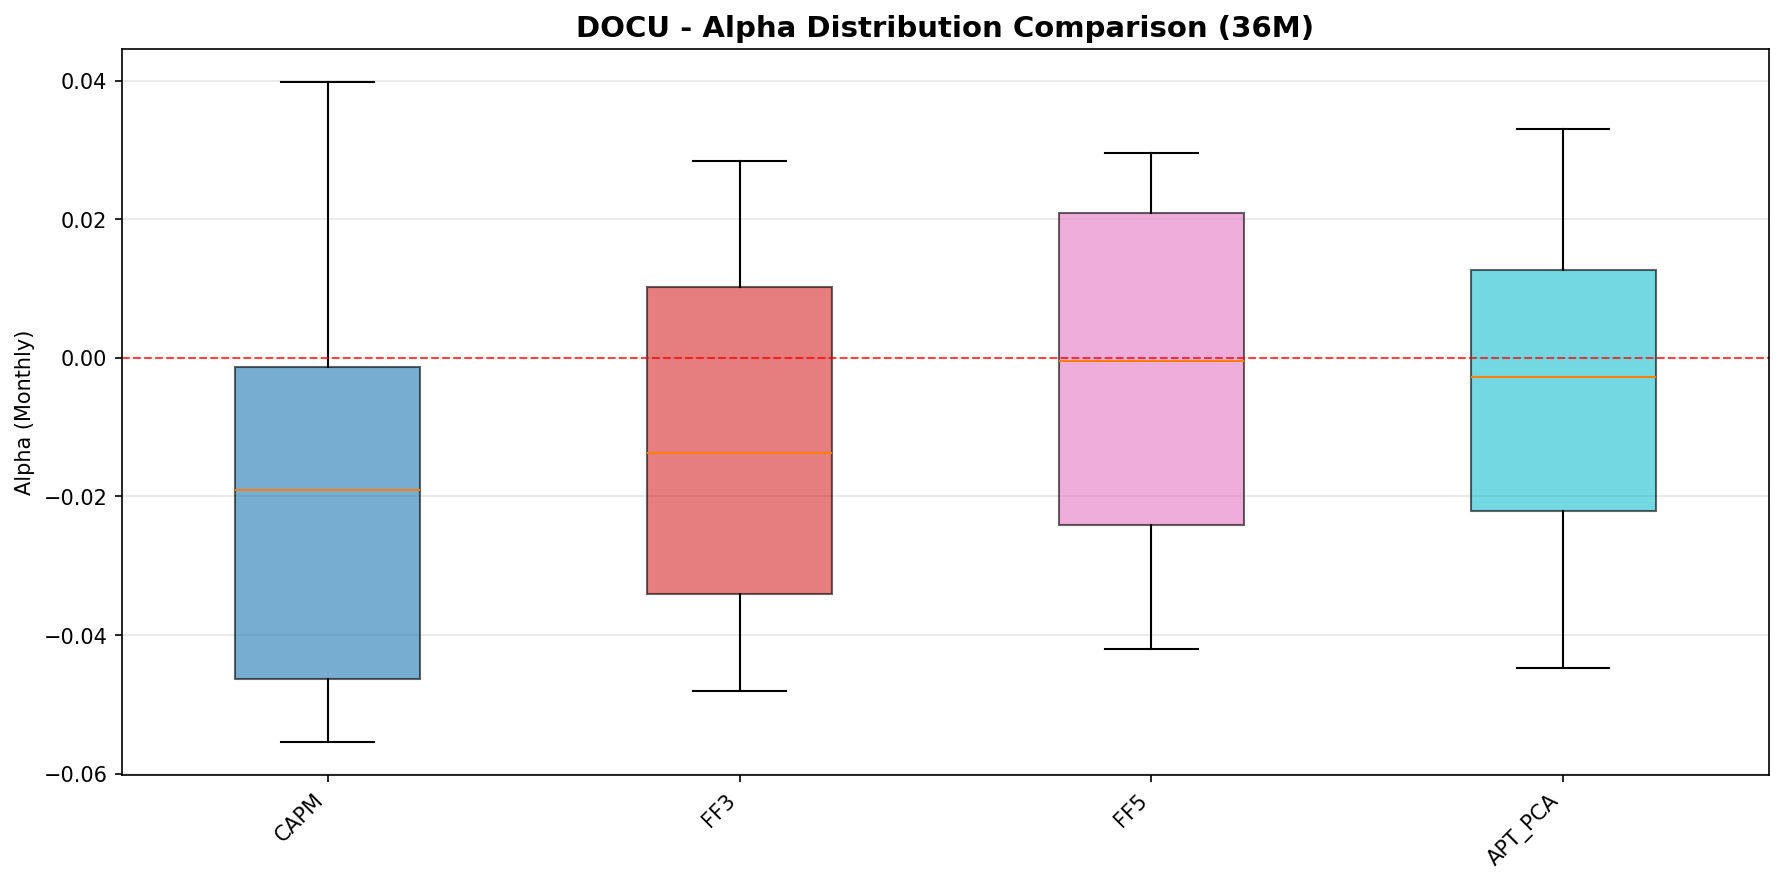 DOCU - Alpha Distribution Comparison (36M)
Alpha (Monthly)
0.04
0.02
0.00
−0.02
−0.04
−0.06
CAPM
FF3
FF5
APT_PCA